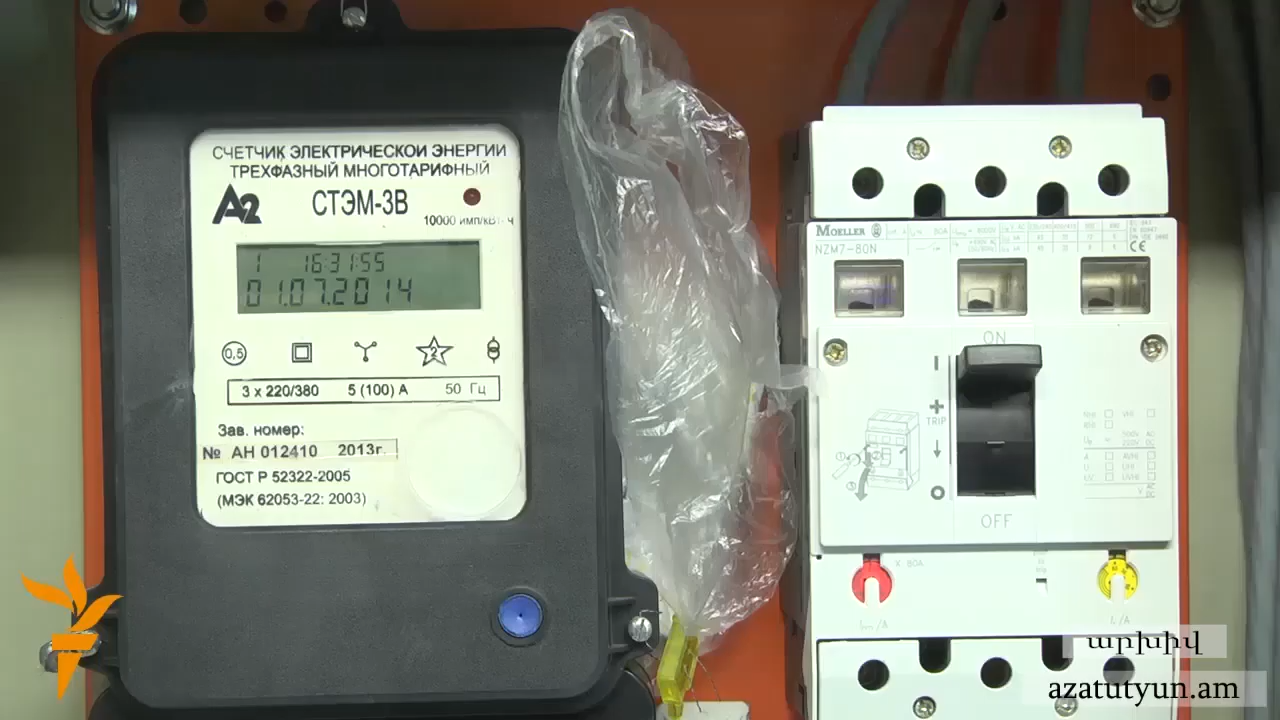 СЧЕТЧИК ЭЛЕКТРИЧЕСКОЙ ЭНЕРГИИ
ТРЕХФАЗНЫЙ МНОГОТАРИФНЫЙ
A2 СТЭМ-3В
10000 имп/кВт·ч
1 16:31:55
01.07.2014
0,5 2
3 x 220/380 5 (100) А 50 Гц
Зав. номер:
№ АН 012410 2013г.
ГОСТ Р 52322-2005
(МЭК 62053-22: 2003)
MOELLER
NZM7-80N
ON
TRIP
OFF
80A
արխիվ
azatutyun.am